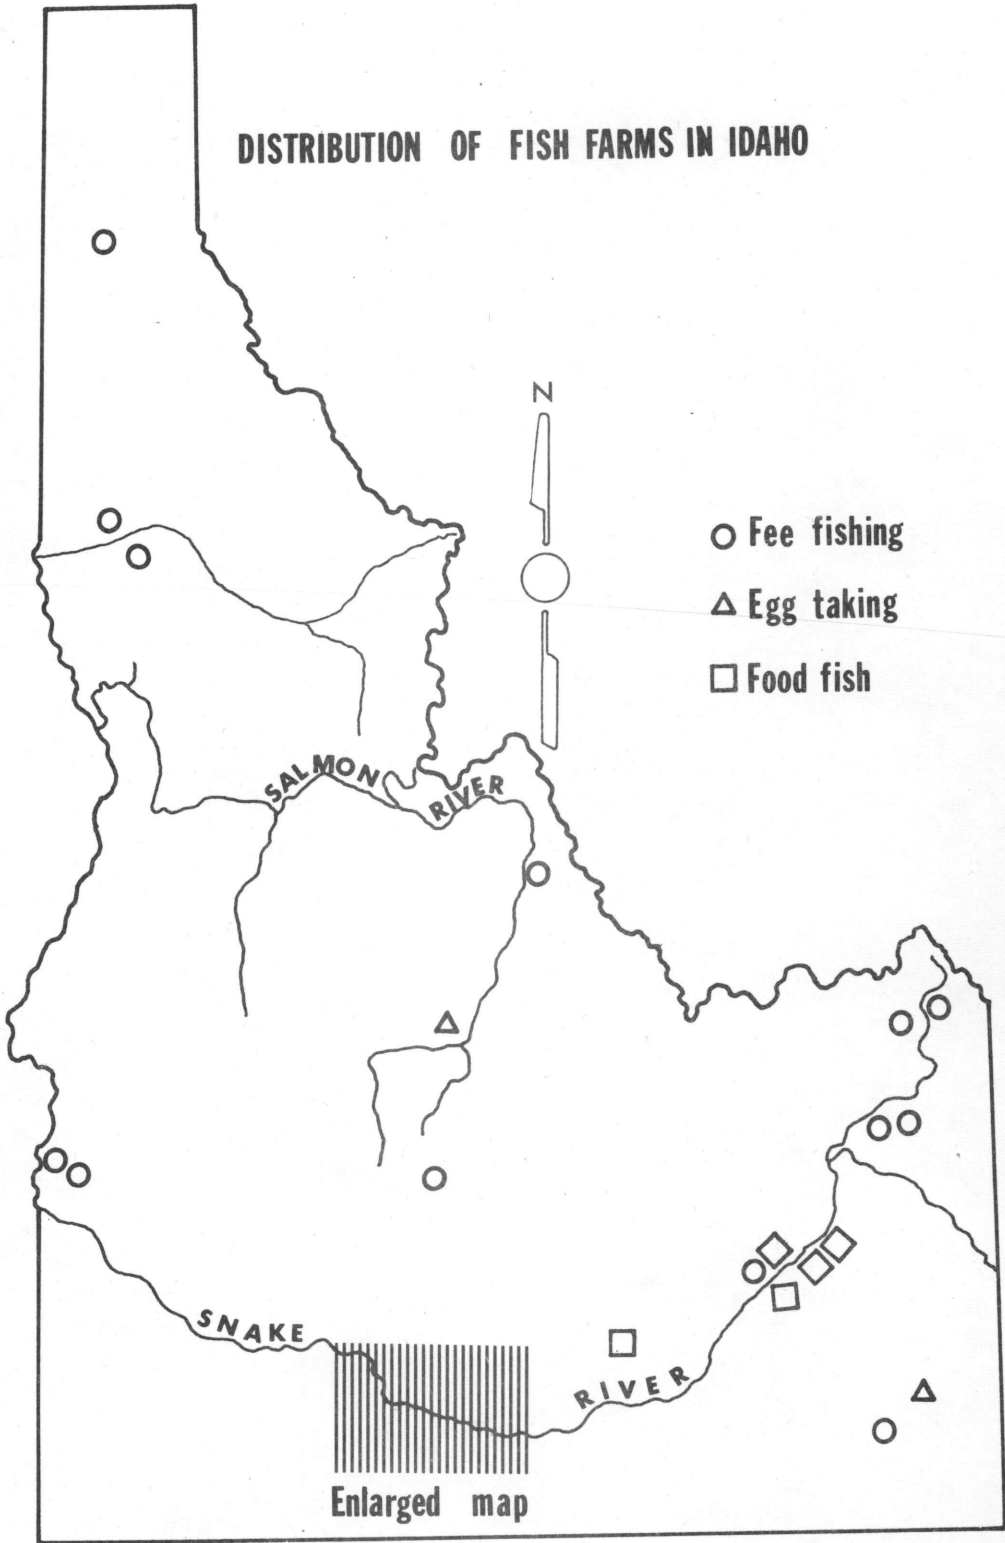 DISTRIBUTION OF FISH FARMS IN IDAHO
N
Fee fishing
Egg taking
Food fish
SALMON RIVER
SNAKE RIVER
Enlarged map